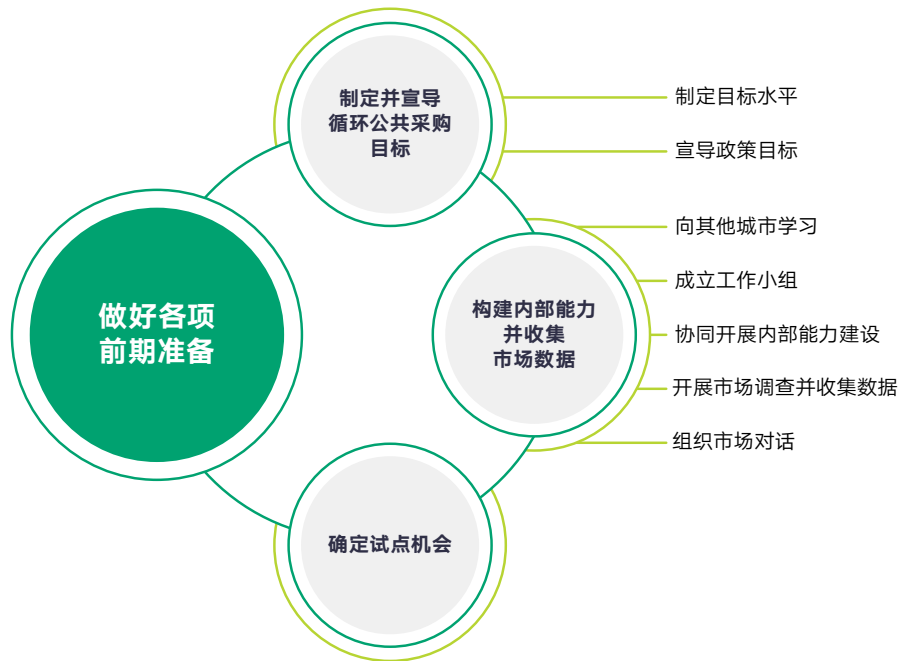 做好各项
前期准备
制定并宣导
循环公共采购
目标
制定目标水平
宣导政策目标
构建内部能力
并收集
市场数据
向其他城市学习
成立工作小组
协同开展内部能力建设
开展市场调查并收集数据
组织市场对话
确定试点机会